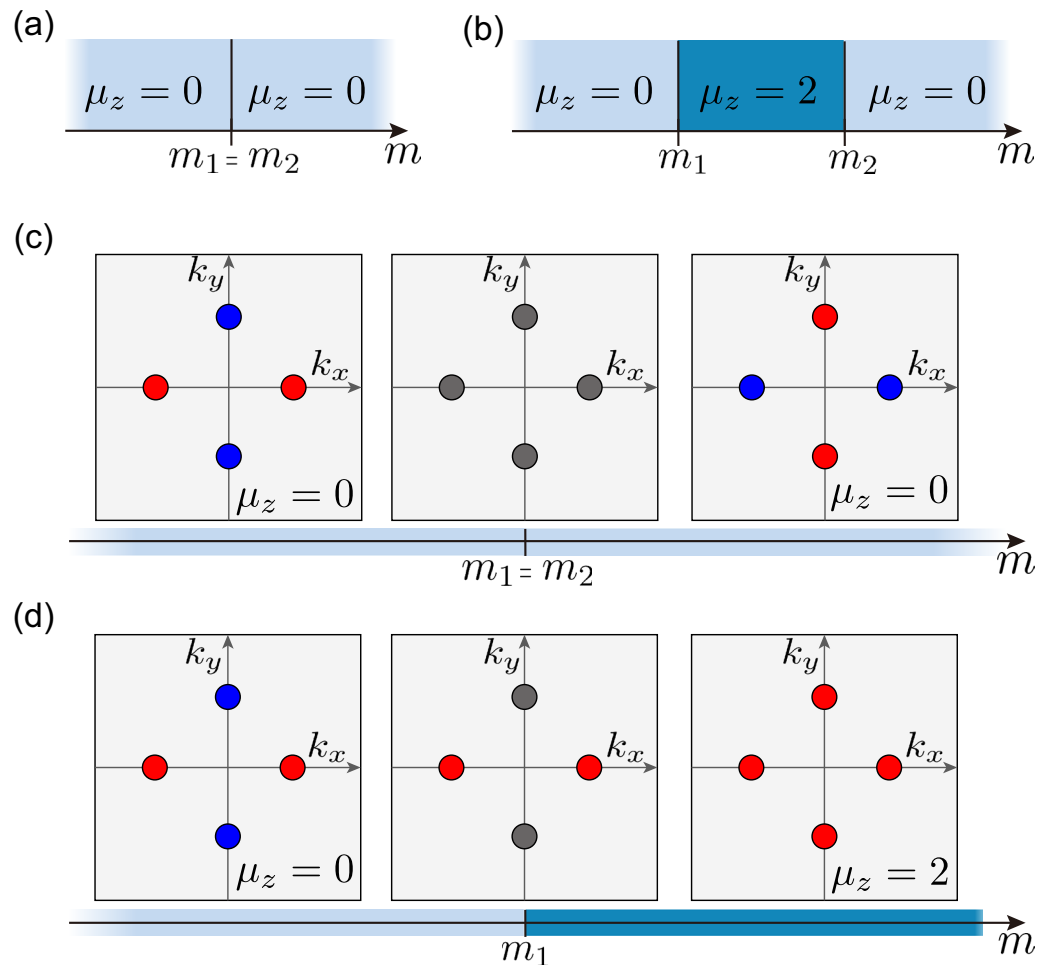 (a)
μ_z = 0 μ_z = 0
m_1 = m_2 m
(b)
μ_z = 0 μ_z = 2 μ_z = 0
m_1 m_2 m
(c)
k_y k_y k_y
k_x k_x k_x
μ_z = 0 μ_z = 0
m_1 = m_2 m
(d)
k_y k_y k_y
k_x k_x k_x
μ_z = 0 μ_z = 2
m_1 m